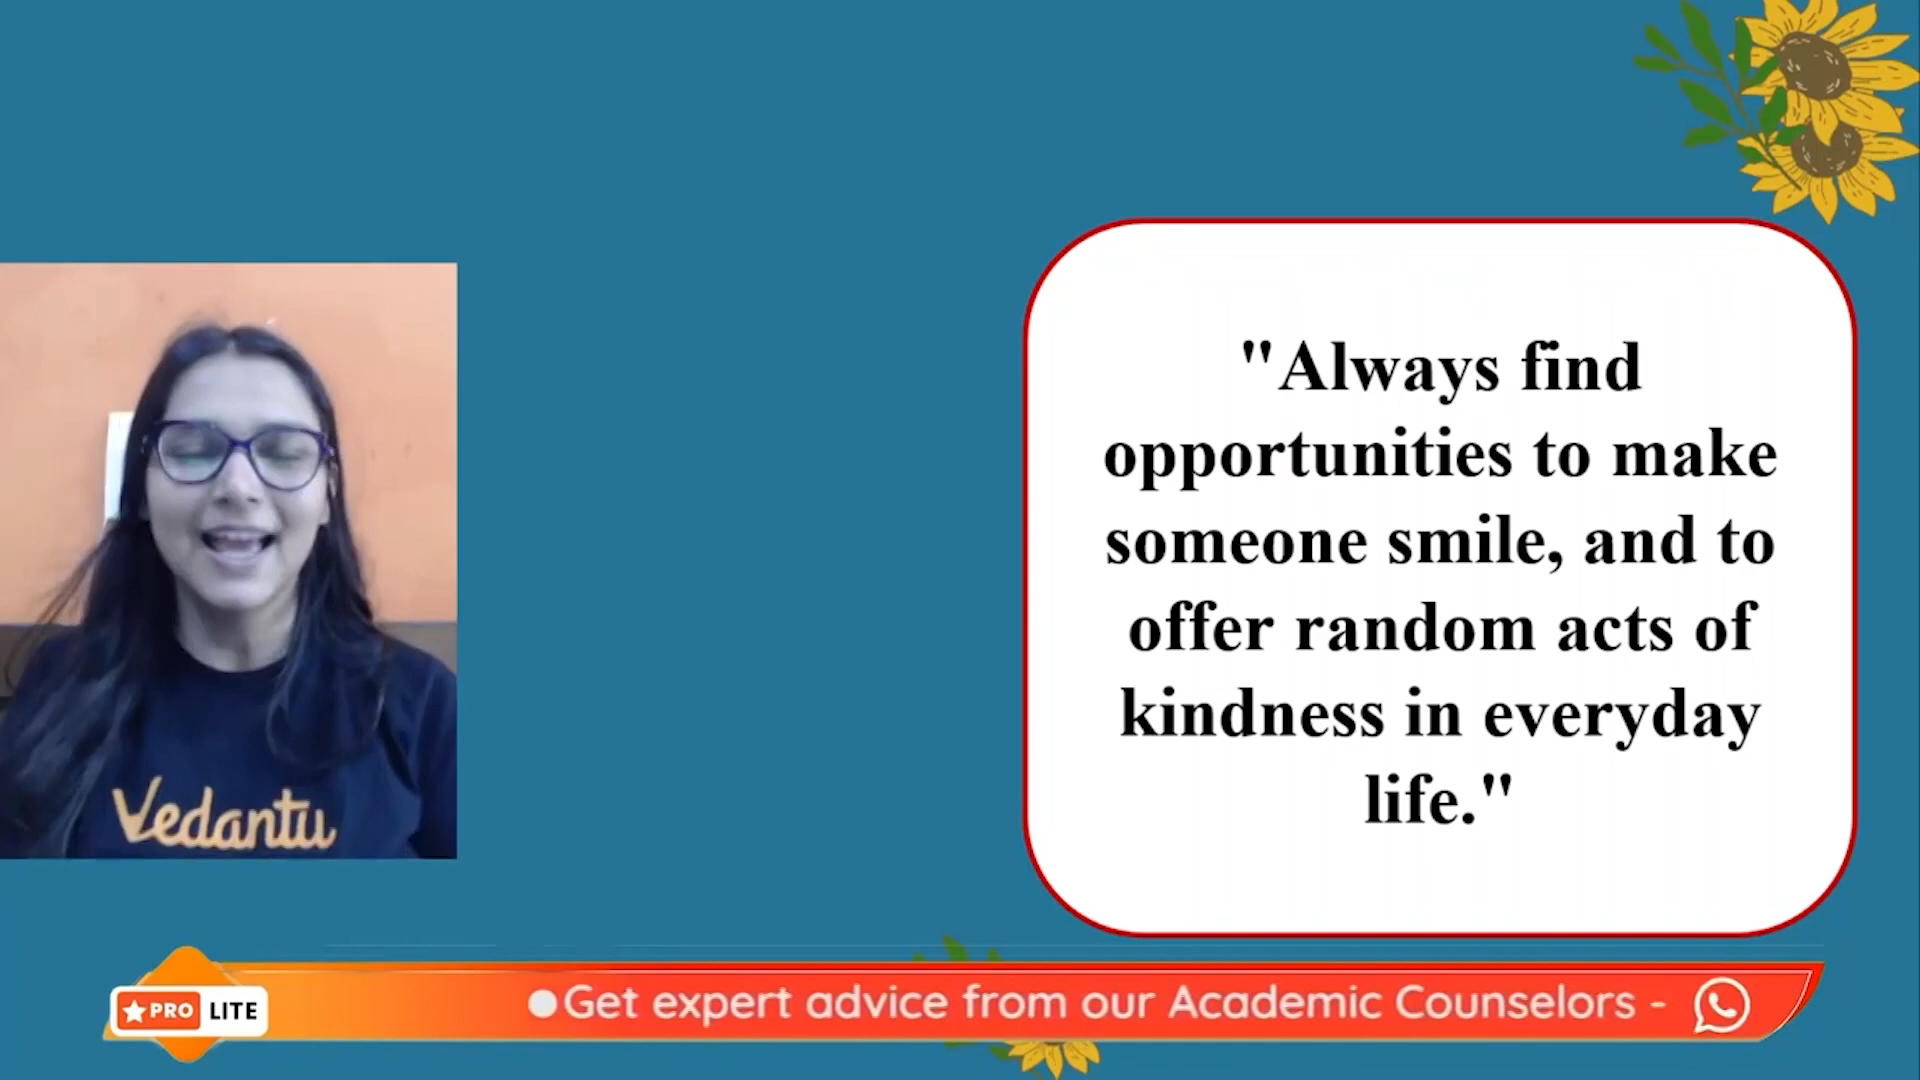 "Always find
opportunities to make
someone smile, and to
offer random acts of
kindness in everyday
life."
Vedantu
PRO LITE
Get expert advice from our Academic Counselors -